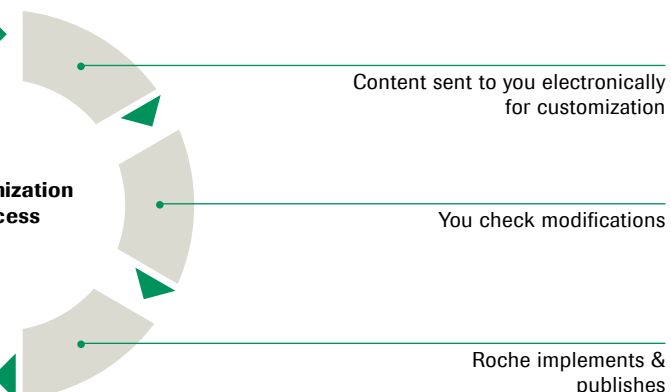 Content sent to you electronically
for customization
nization
cess
You check modifications
Roche implements &
publishes